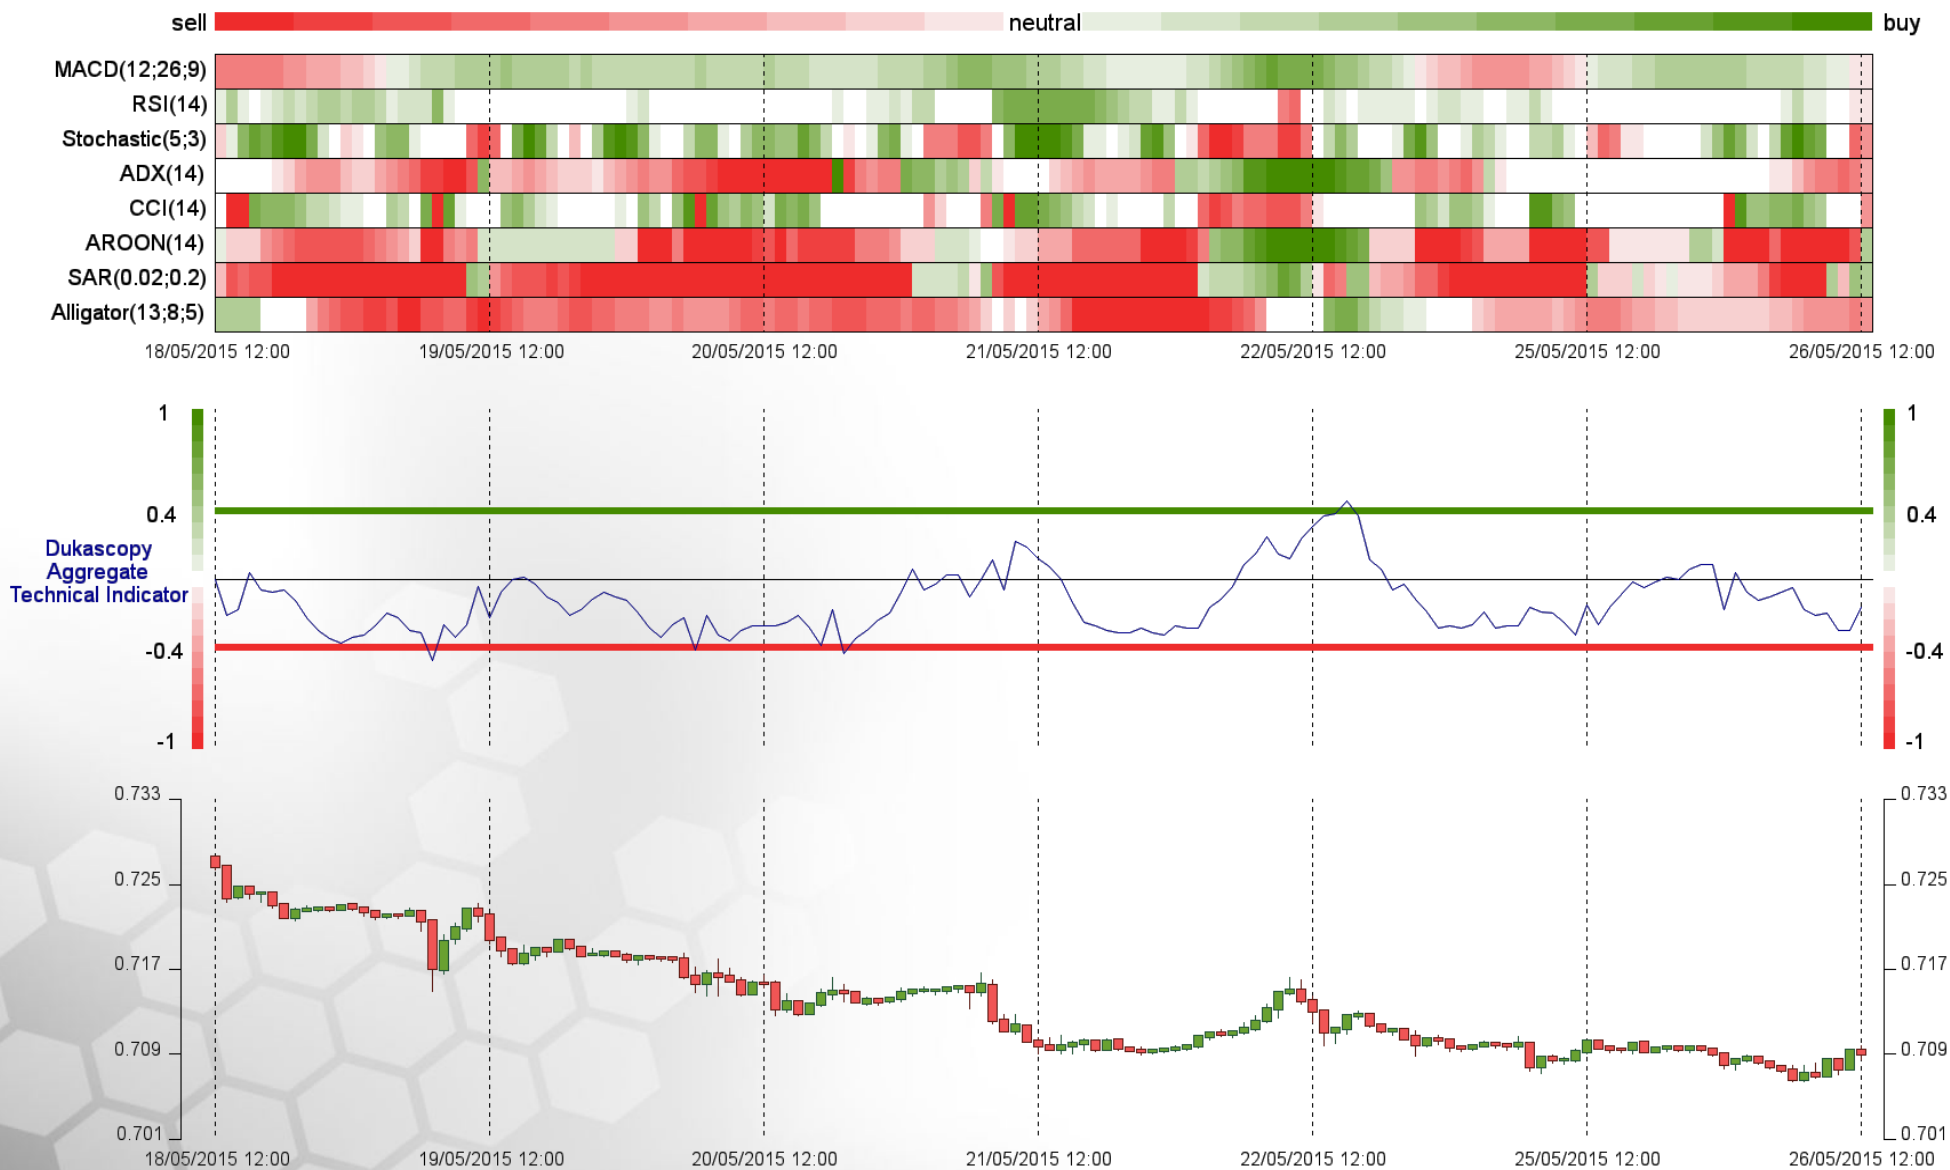 sell neutral buy
MACD(12;26;9)
RSI(14)
Stochastic(5;3)
ADX(14)
CCI(14)
AROON(14)
SAR(0.02;0.2)
Alligator(13;8;5)
18/05/2015 12:00 19/05/2015 12:00 20/05/2015 12:00 21/05/2015 12:00 22/05/2015 12:00 25/05/2015 12:00 26/05/2015 12:00
1 1
0.4 0.4
Dukascopy
Aggregate
Technical Indicator
-0.4 -0.4
-1 -1
0.733 0.733
0.725 0.725
0.717 0.717
0.709 0.709
0.701 0.701
18/05/2015 12:00 19/05/2015 12:00 20/05/2015 12:00 21/05/2015 12:00 22/05/2015 12:00 25/05/2015 12:00 26/05/2015 12:00